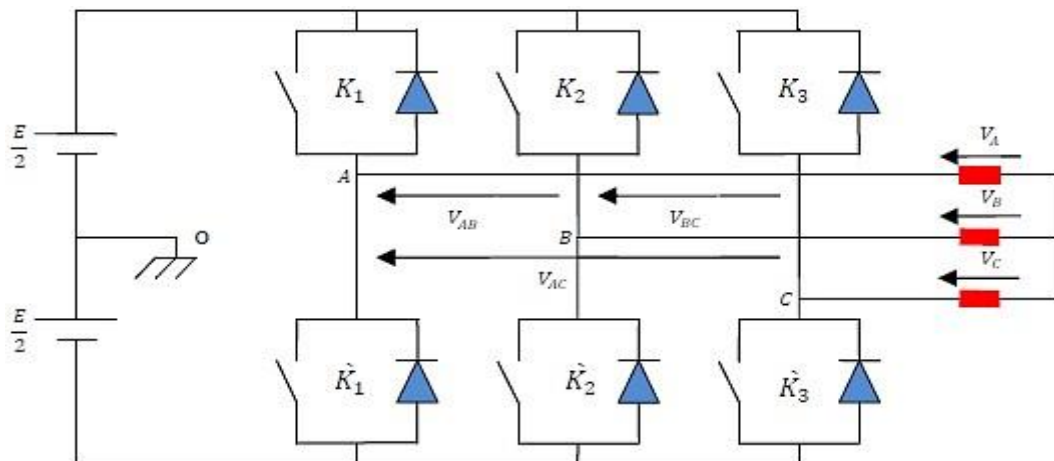 K₁ K₂ K₃
E/2
V_A
A
V_B
V_AB V_BC
O B
V_C
V_AC
C
E/2
K̀₁ K̀₂ K̀₃